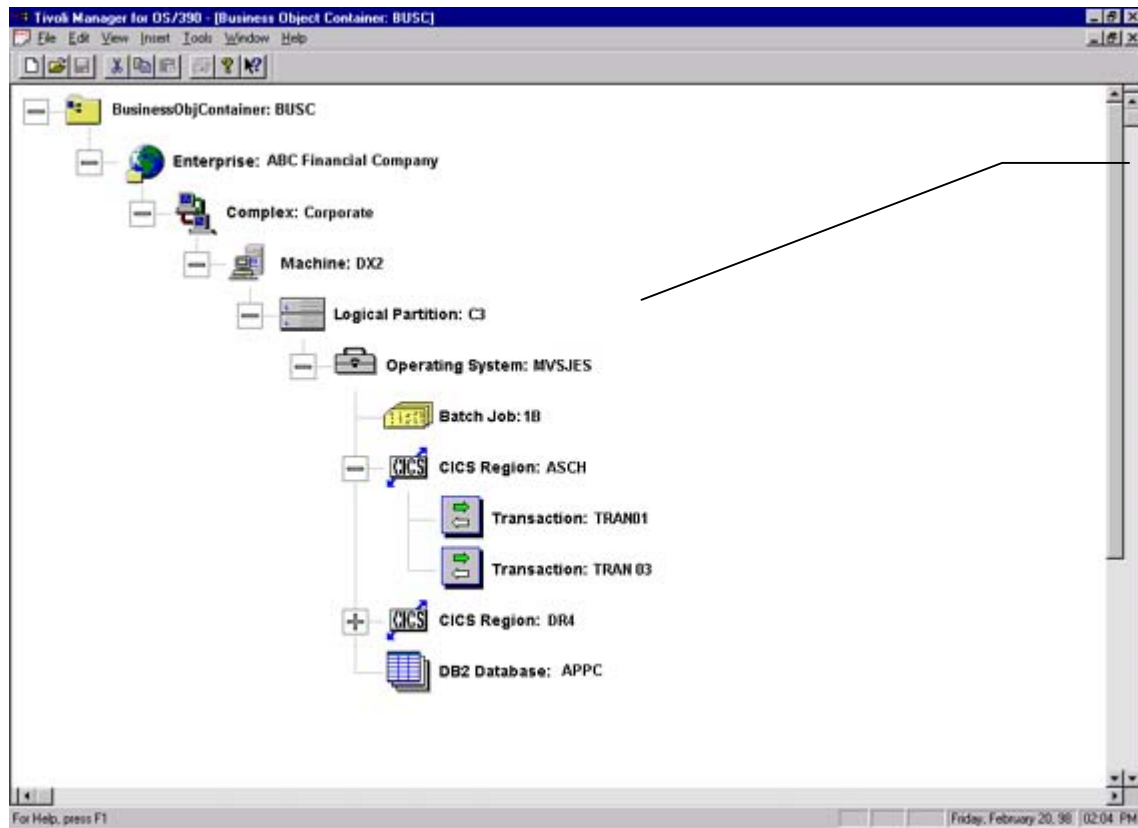 Tivoli Manager for OS/390 - [Business Object Container: BUSC]
File Edit View Insert Tools Window Help
BusinessObjContainer: BUSC
Enterprise: ABC Financial Company
Complex: Corporate
Machine: DX2
Logical Partition: C3
Operating System: MVSJES
Batch Job: 1B
CICS
CICS Region: ASCH
Transaction: TRAN01
Transaction: TRAN 03
CICS
CICS Region: DR4
DB2 Database: APPC
For Help, press F1
Friday, February 20, 98 02:04 PM